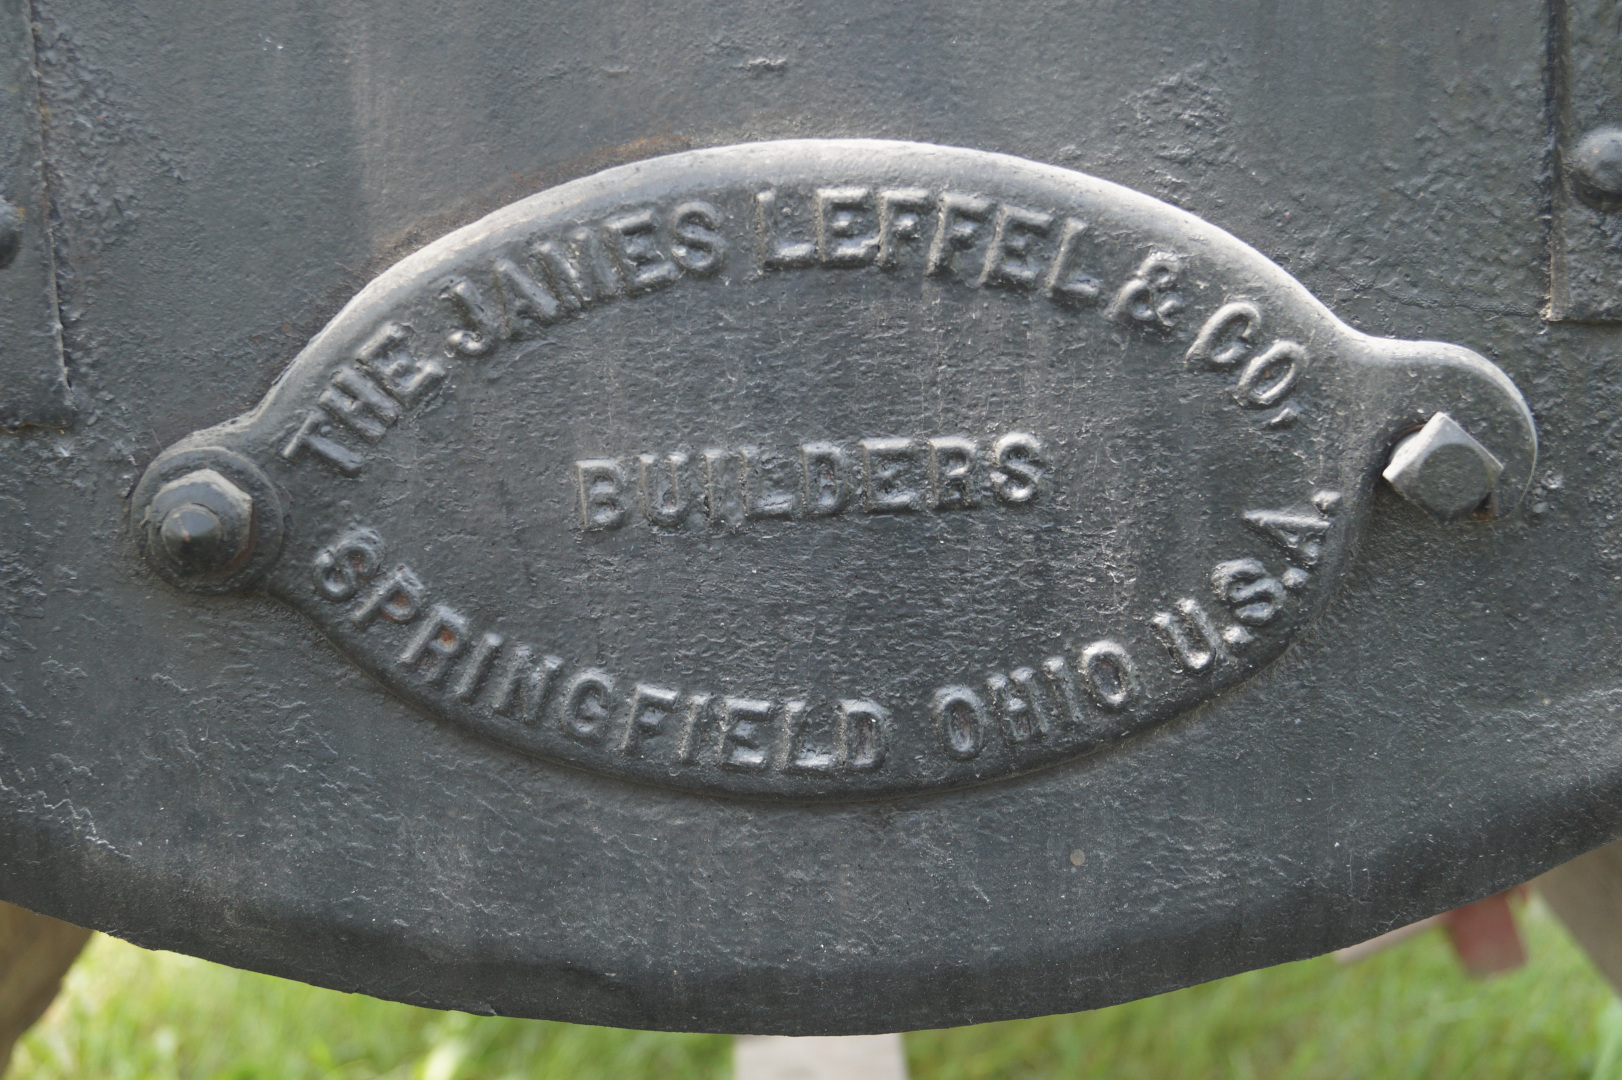 THE JAMES LEFFEL & CO,
BUILDERS
SPRINGFIELD OHIO U.S.A.